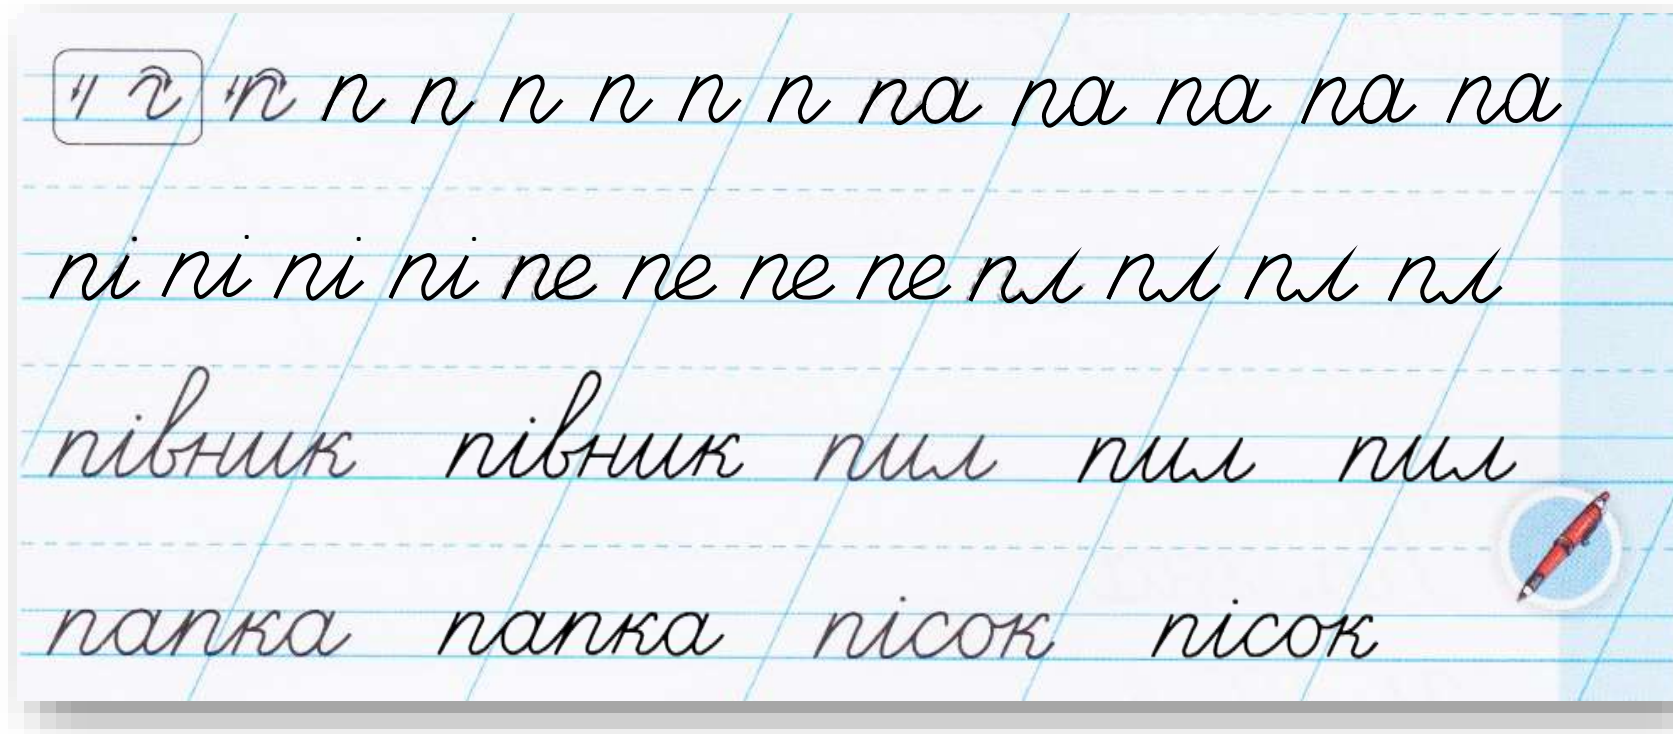 п п п п п п п па па па па па
пі пі пі пі пе пе пе пе пл пл пл пл
півник півник пил пил пил
папка папка пісок пісок